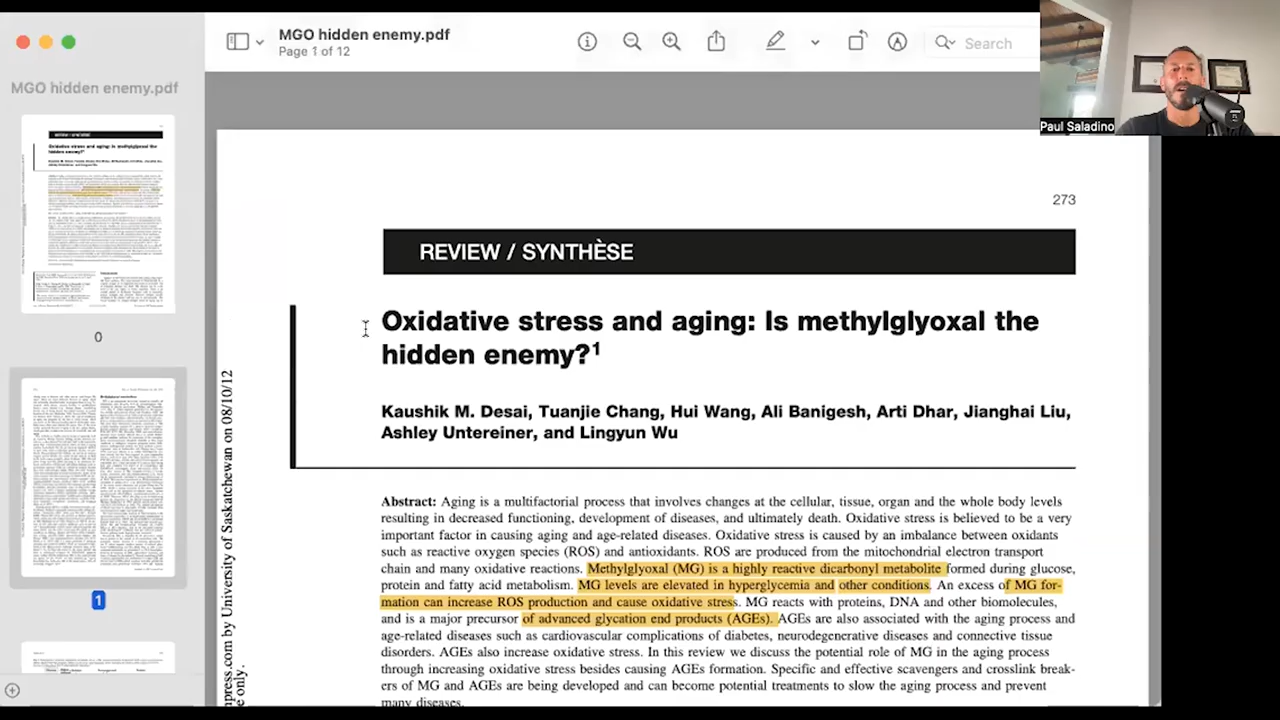 MGO hidden enemy.pdf
Page 1 of 12
Search
Paul Saladino
MGO hidden enemy.pdf
0
1
273
REVIEW / SYNTHÈSE
Oxidative stress and aging: Is methylglyoxal the
hidden enemy?1
Kaushik M. Desai, Tuanjie Chang, Hui Wang, Ali Banigesh, Arti Dhar, Jianghai Liu,
Ashley Untereiner, and Lingyun Wu
Abstract: Aging is a multifactorial process that involves changes at the cellular, tissue, organ and the whole body levels
resulting in decreased functioning, development of diseases, and ultimately death. Oxidative stress is believed to be a very
important factor in causing aging and age-related diseases. Oxidative stress is caused by an imbalance between oxidants
such as reactive oxygen species (ROS) and antioxidants. ROS are produced from the mitochondrial electron transport
chain and many oxidative reactions. Methylglyoxal (MG) is a highly reactive dicarbonyl metabolite formed during glucose,
protein and fatty acid metabolism. MG levels are elevated in hyperglycemia and other conditions. An excess of MG for-
mation can increase ROS production and cause oxidative stress. MG reacts with proteins, DNA and other biomolecules,
and is a major precursor of advanced glycation end products (AGEs). AGEs are also associated with the aging process and
age-related diseases such as cardiovascular complications of diabetes, neurodegenerative diseases and connective tissue
disorders. AGEs also increase oxidative stress. In this review we discuss the potential role of MG in the aging process
through increasing oxidative stress besides causing AGEs formation. Specific and effective scavengers and crosslink break-
ers of MG and AGEs are being developed and can become potential treatments to slow the aging process and prevent
many diseases.
mpress.com by University of Saskatchewan on 08/10/12
e only.